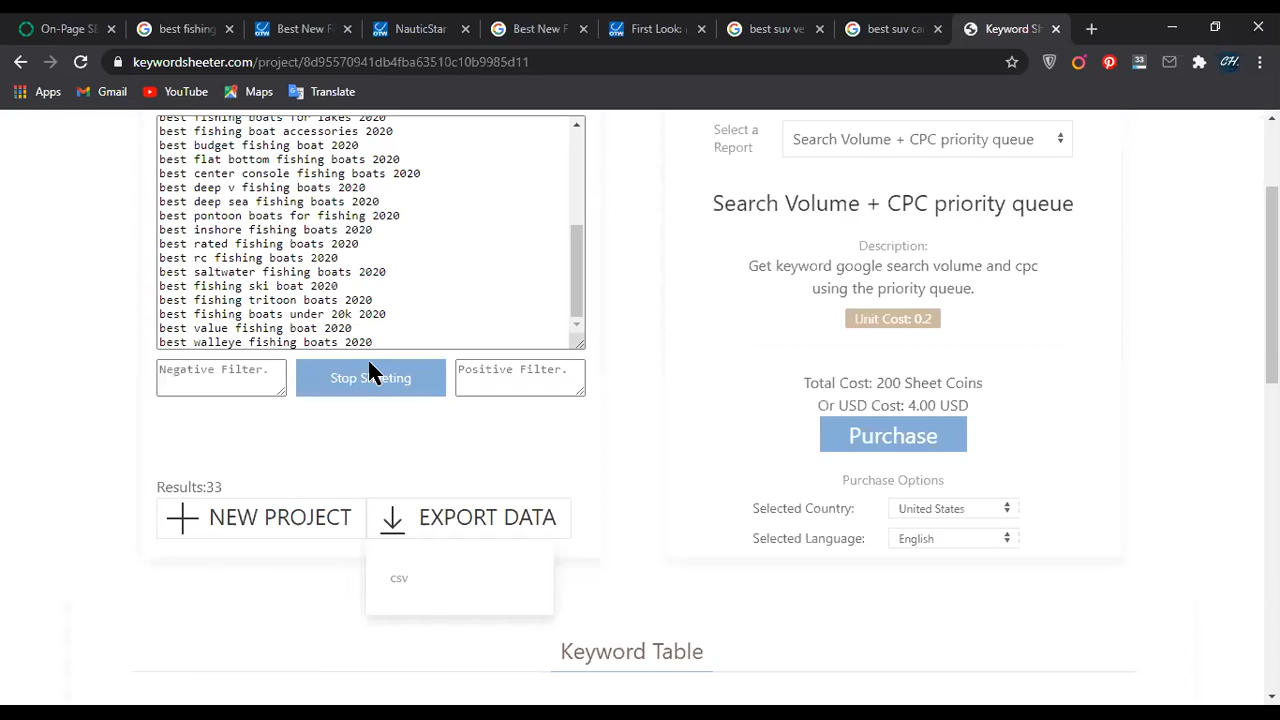 On-Page S
best fishing
Best New F
NauticStar
Best New F
First Look:
best suv ve
best suv ca
Keyword Sh
keywordsheeter.com/project/8d95570941db4fba63510c10b9985d11
33
CH
Apps
Gmail
YouTube
Maps
Translate
best fishing boats for lakes 2020
best fishing boat accessories 2020
best budget fishing boat 2020
best flat bottom fishing boats 2020
best center console fishing boats 2020
best deep v fishing boats 2020
best deep sea fishing boats 2020
best pontoon boats for fishing 2020
best inshore fishing boats 2020
best rated fishing boats 2020
best rc fishing boats 2020
best saltwater fishing boats 2020
best fishing ski boat 2020
best fishing tritoon boats 2020
best fishing boats under 20k 2020
best value fishing boat 2020
best walleye fishing boats 2020
Negative Filter.
Stop Sheeting
Positive Filter.
Results:33
NEW PROJECT
EXPORT DATA
csv
Select a
Report
Search Volume + CPC priority queue
Search Volume + CPC priority queue
Description:
Get keyword google search volume and cpc
using the priority queue.
Unit Cost: 0.2
Total Cost: 200 Sheet Coins
Or USD Cost: 4.00 USD
Purchase
Purchase Options
Selected Country:
United States
Selected Language:
English
Keyword Table